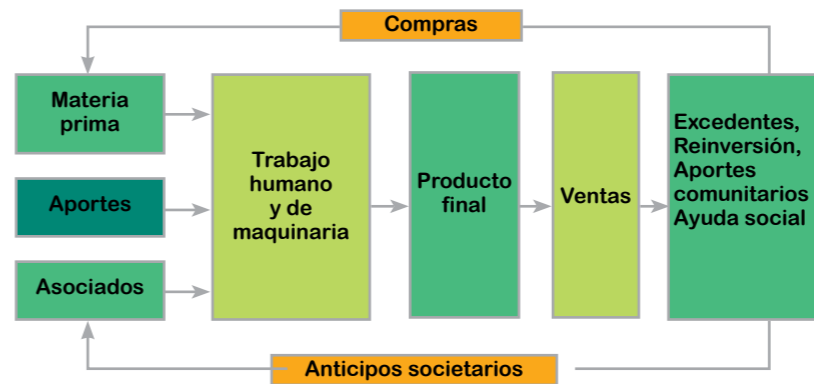 Compras
Materia
prima
Aportes
Asociados
Trabajo
humano
y de
maquinaria
Producto
final
Ventas
Excedentes,
Reinversión,
Aportes
comunitarios
Ayuda social
Anticipos societarios